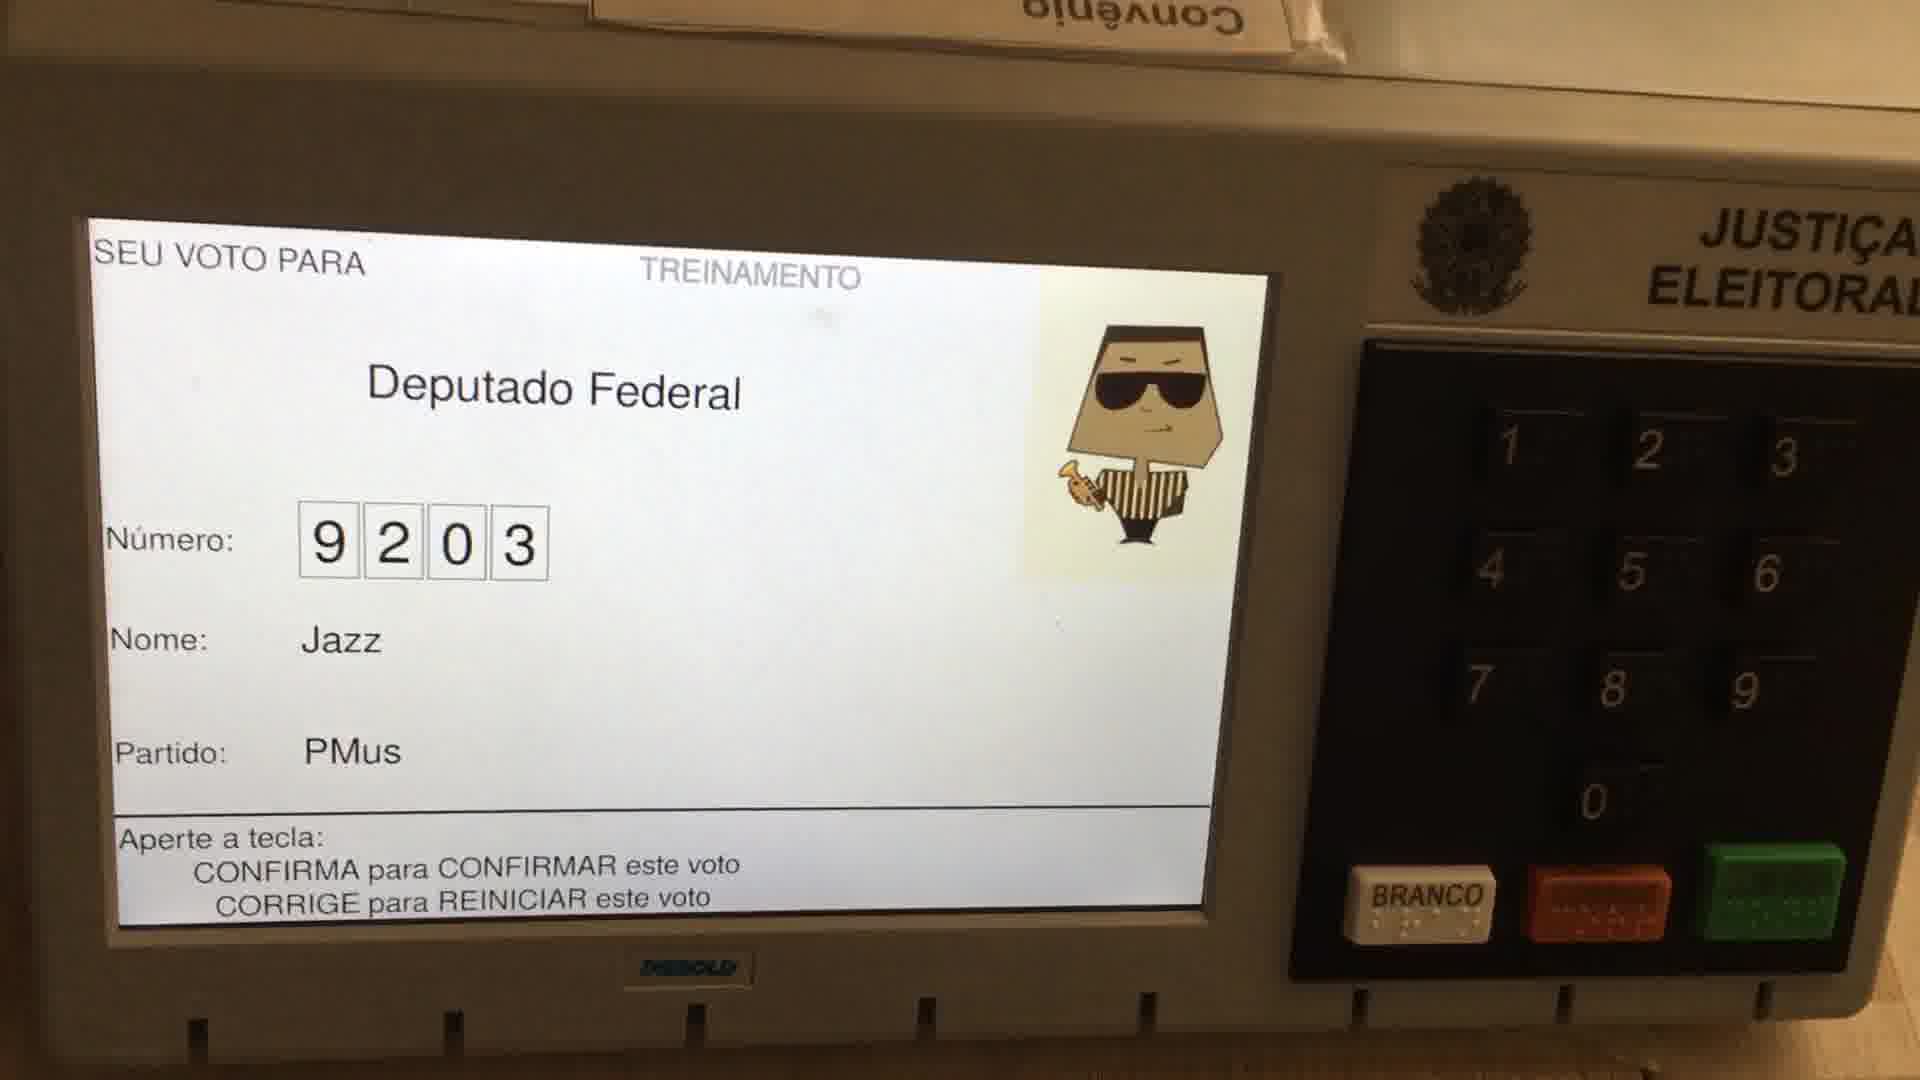 Convênio
SEU VOTO PARA
TREINAMENTO
Deputado Federal
Número: 9 2 0 3
Nome: Jazz
Partido: PMus
Aperte a tecla:
CONFIRMA para CONFIRMAR este voto
CORRIGE para REINICIAR este voto
DIEBOLD
JUSTIÇA
ELEITORAL
1 2 3
4 5 6
7 8 9
0
BRANCO